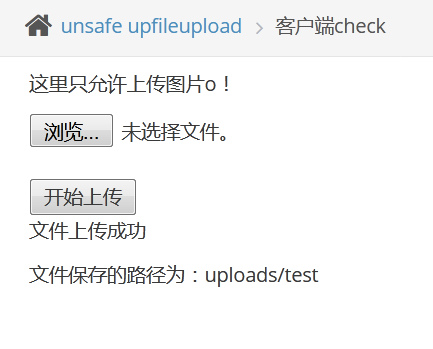 unsafe upfileupload > 客户端check
这里只允许上传图片o！
浏览... 未选择文件。
开始上传
文件上传成功
文件保存的路径为：uploads/test